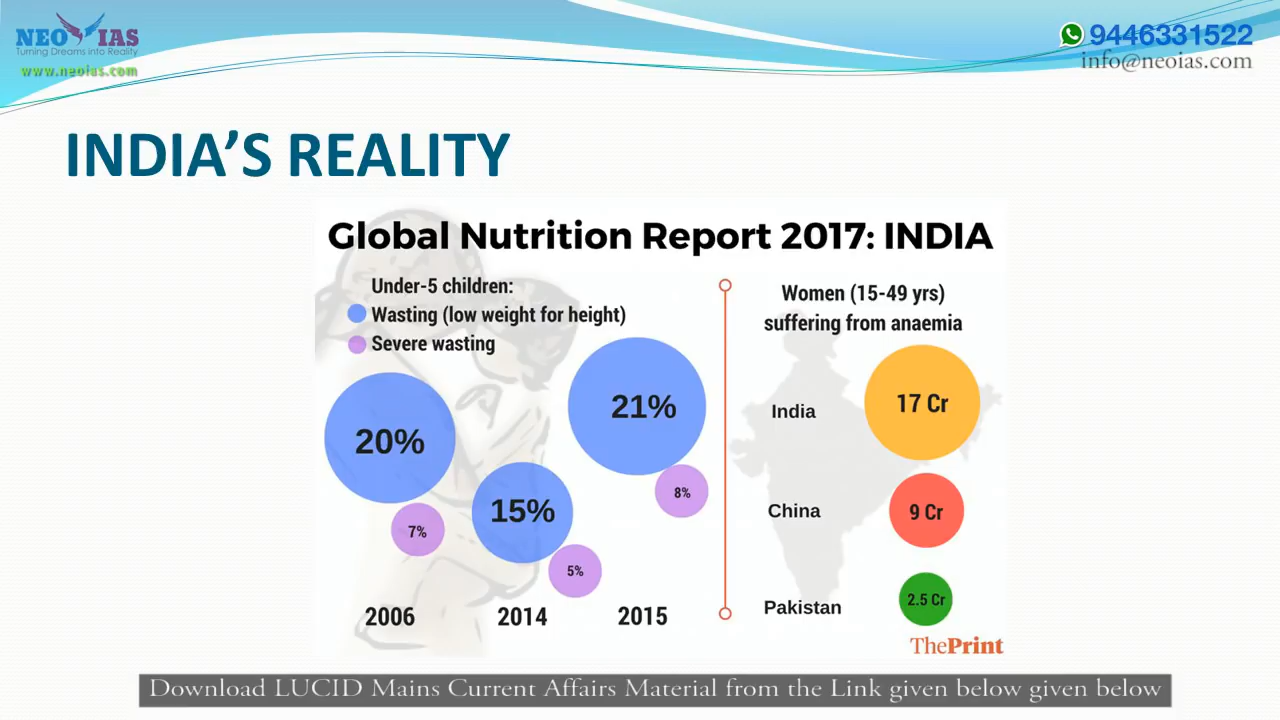 NEO IAS
Turning Dreams into Reality
www.neoias.com
9446331522
info@neoias.com
INDIA'S REALITY
Global Nutrition Report 2017: INDIA
Under-5 children:
Wasting (low weight for height)
Severe wasting
20%
7%
2006
15%
5%
2014
21%
8%
2015
Women (15-49 yrs)
suffering from anaemia
India
17 Cr
China
9 Cr
Pakistan
2.5 Cr
ThePrint
Download LUCID Mains Current Affairs Material from the Link given below given below